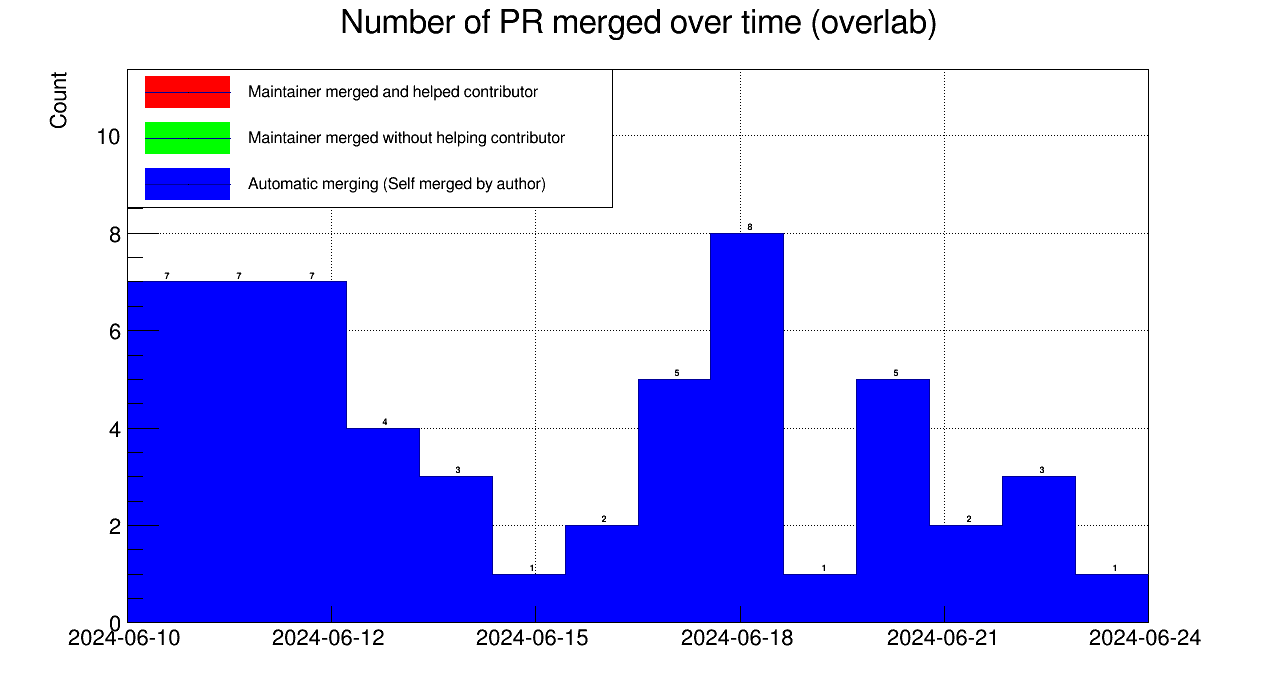 Number of PR merged over time (overlab)
Count
Maintainer merged and helped contributor
Maintainer merged without helping contributor
Automatic merging (Self merged by author)
10
8
6
4
2
0
7 7 7 4 3 1 2 5 8 1 5 2 3 1
2024-06-10 2024-06-12 2024-06-15 2024-06-18 2024-06-21 2024-06-24